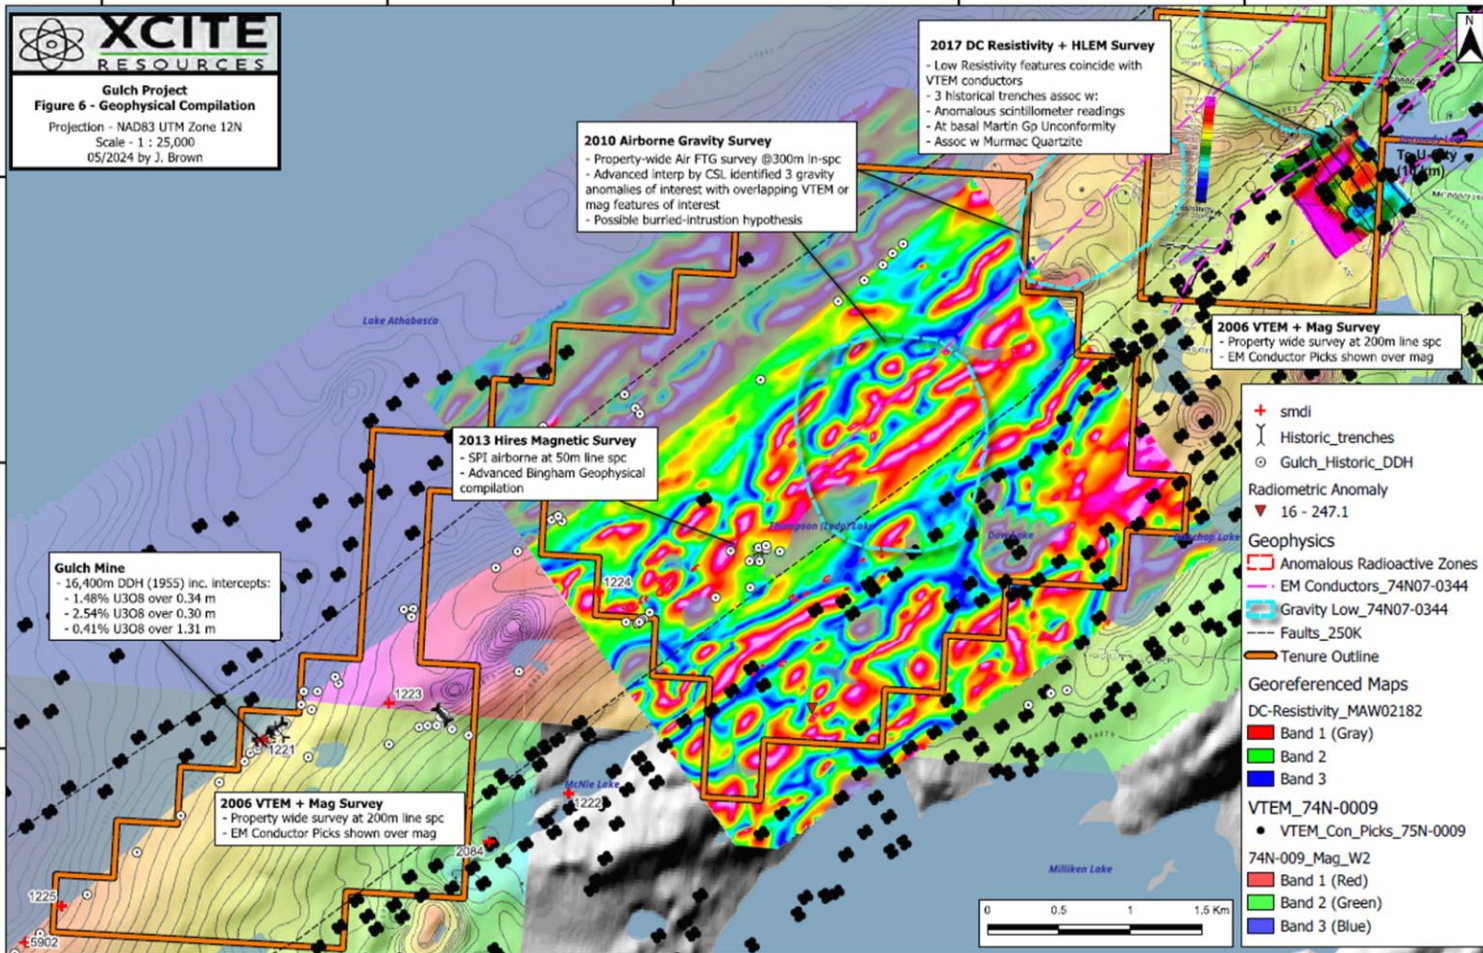 XCITE
RESOURCES
Gulch Project
Figure 6 - Geophysical Compilation
Projection - NAD83 UTM Zone 12N
Scale - 1 : 25,000
05/2024 by J. Brown
2017 DC Resistivity + HLEM Survey
- Low Resistivity features coincide with
VTEM conductors
- 3 historical trenches assoc w:
- Anomalous scintillometer readings
- At basal Martin Gp Unconformity
- Assoc w Murmac Quartzite
N
2010 Airborne Gravity Survey
- Property-wide Air FTG survey @300m ln-spc
- Advanced interp by CSL identified 3 gravity
anomalies of interest with overlapping VTEM or
mag features of interest
- Possible burried-intrusion hypothesis
Lake Athabasca
2006 VTEM + Mag Survey
- Property wide survey at 200m line spc
- EM Conductor Picks shown over mag
2013 Hires Magnetic Survey
- SPI airborne at 50m line spc
- Advanced Bingham Geophysical
compilation
Thompson (Ledo) Lake
Gulch Mine
- 16,400m DDH (1955) inc. intercepts:
- 1.48% U3O8 over 0.34 m
- 2.54% U3O8 over 0.30 m
- 0.41% U3O8 over 1.31 m
1224
1223
1221
McNie Lake
1222
2006 VTEM + Mag Survey
- Property wide survey at 200m line spc
- EM Conductor Picks shown over mag
2084
Milliken Lake
1225
5902
0 0.5 1 1.5 Km
smdi
Historic_trenches
Gulch_Historic_DDH
Radiometric Anomaly
16 - 247.1
Geophysics
Anomalous Radioactive Zones
EM Conductors_74N07-0344
Gravity Low_74N07-0344
Faults_250K
Tenure Outline
Georeferenced Maps
DC-Resistivity_MAW02182
Band 1 (Gray)
Band 2
Band 3
VTEM_74N-0009
VTEM_Con_Picks_75N-0009
74N-009_Mag_W2
Band 1 (Red)
Band 2 (Green)
Band 3 (Blue)